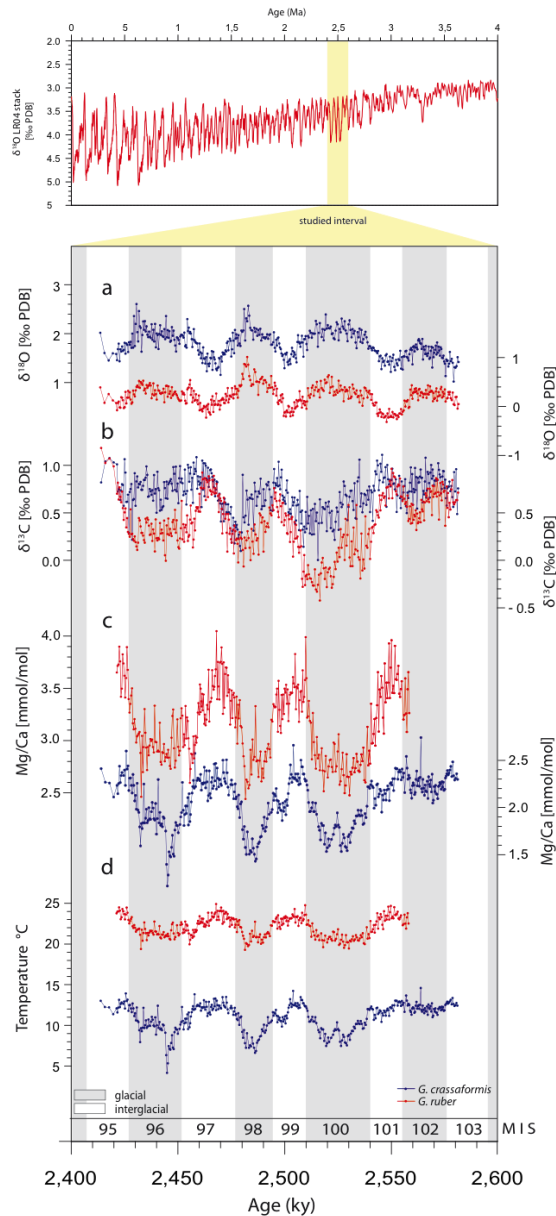 Age (Ma)
0 5 1 1.5 2 2.5 3 3.5 4
2.0
2.5
3.0
3.5
4.0
4.5
5.0
5
δ¹⁸O LR04 stack
[‰ PDB]
studied interval
a
3
2
1
δ¹⁸O [‰ PDB]
1
0
-1
δ¹⁸O [‰ PDB]
b
1.0
0.5
0.0
δ¹³C [‰ PDB]
0.5
0.0
- 0.5
δ¹³C [‰ PDB]
c
4.0
3.5
3.0
2.5
Mg/Ca [mmol/mol]
2.5
2.0
1.5
Mg/Ca [mmol/mol]
d
25
20
15
10
5
Temperature °C
glacial
interglacial
G. crassaformis
G. ruber
95 96 97 98 99 100 101 102 103 MIS
2,400 2,450 2,500 2,550 2,600
Age (ky)